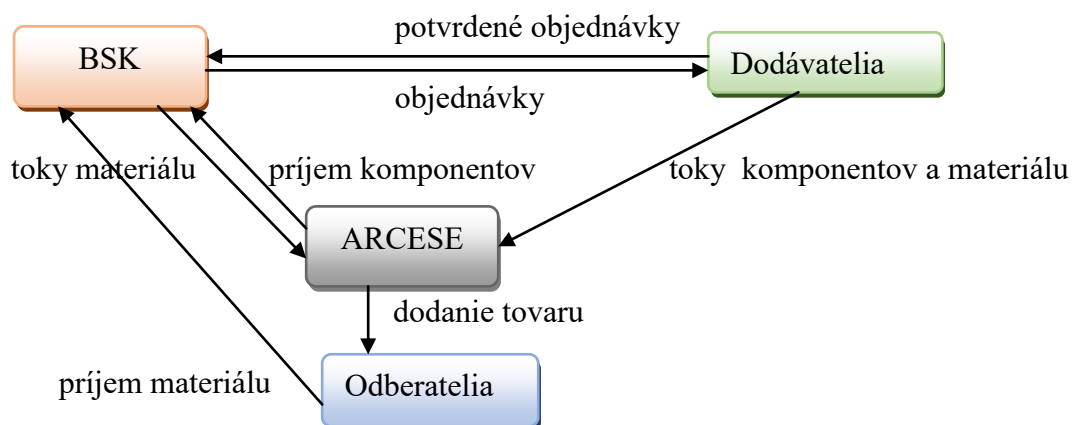 potvrdené objednávky
BSK
Dodávatelia
objednávky
toky materiálu
príjem komponentov
toky komponentov a materiálu
ARCESE
dodanie tovaru
príjem materiálu
Odberatelia